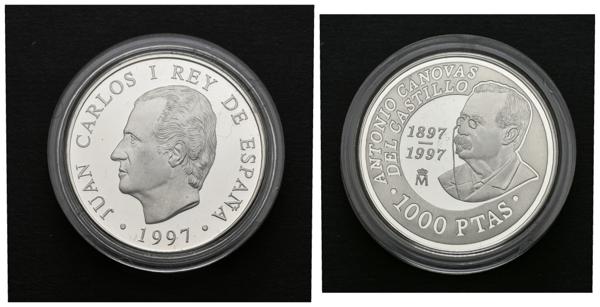 JUAN CARLOS I REY DE ESPAÑA
• 1997 •
ANTONIO CANOVAS
DEL CASTILLO
1897
1997
M
• 1000 PTAS •